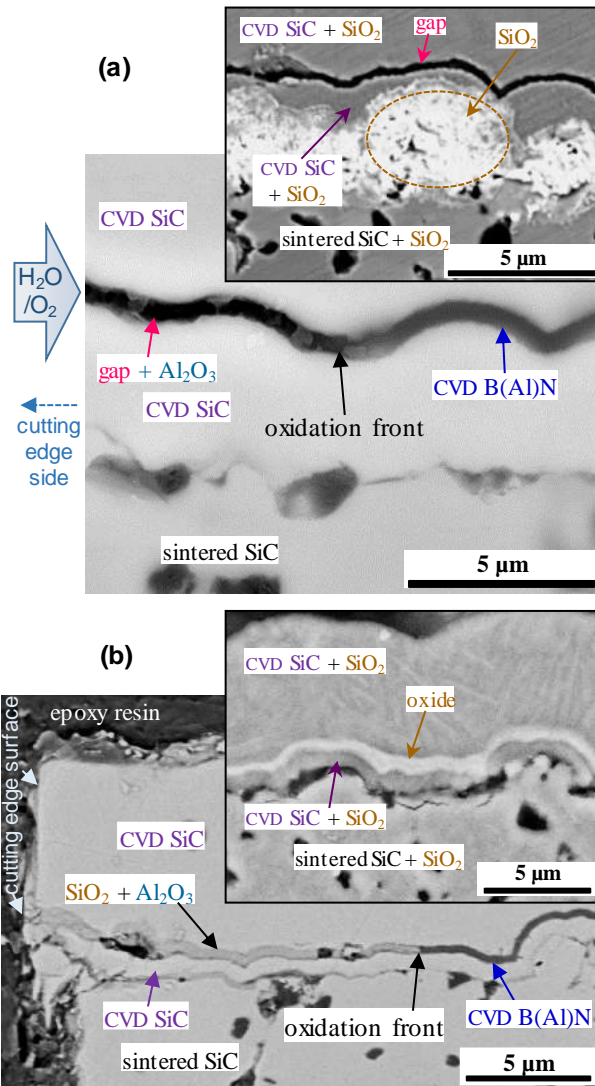 (a)
CVD SiC + SiO2
gap
SiO2
CVD SiC
+ SiO2
sintered SiC + SiO2
5 µm
CVD SiC
H2O
/O2
gap + Al2O3
CVD B(Al)N
CVD SiC
oxidation front
cutting
edge
side
sintered SiC
5 µm
(b)
CVD SiC + SiO2
oxide
epoxy resin
cutting edge surface
CVD SiC + SiO2
CVD SiC
sintered SiC + SiO2
5 µm
SiO2 + Al2O3
CVD SiC
CVD B(Al)N
oxidation front
sintered SiC
5 µm